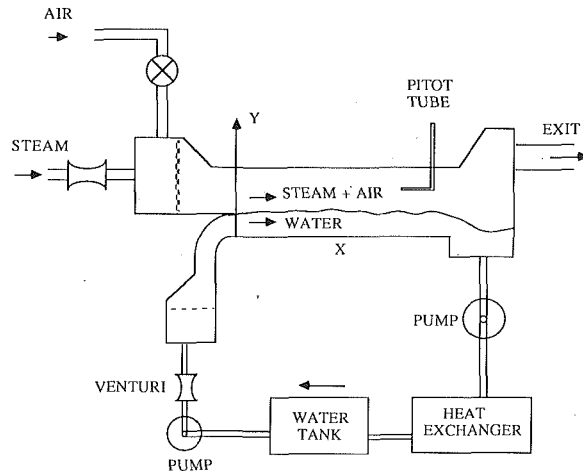 AIR
PITOT
TUBE
Y
EXIT
STEAM
STEAM + AIR
WATER
X
PUMP
VENTURI
WATER
TANK
HEAT
EXCHANGER
PUMP